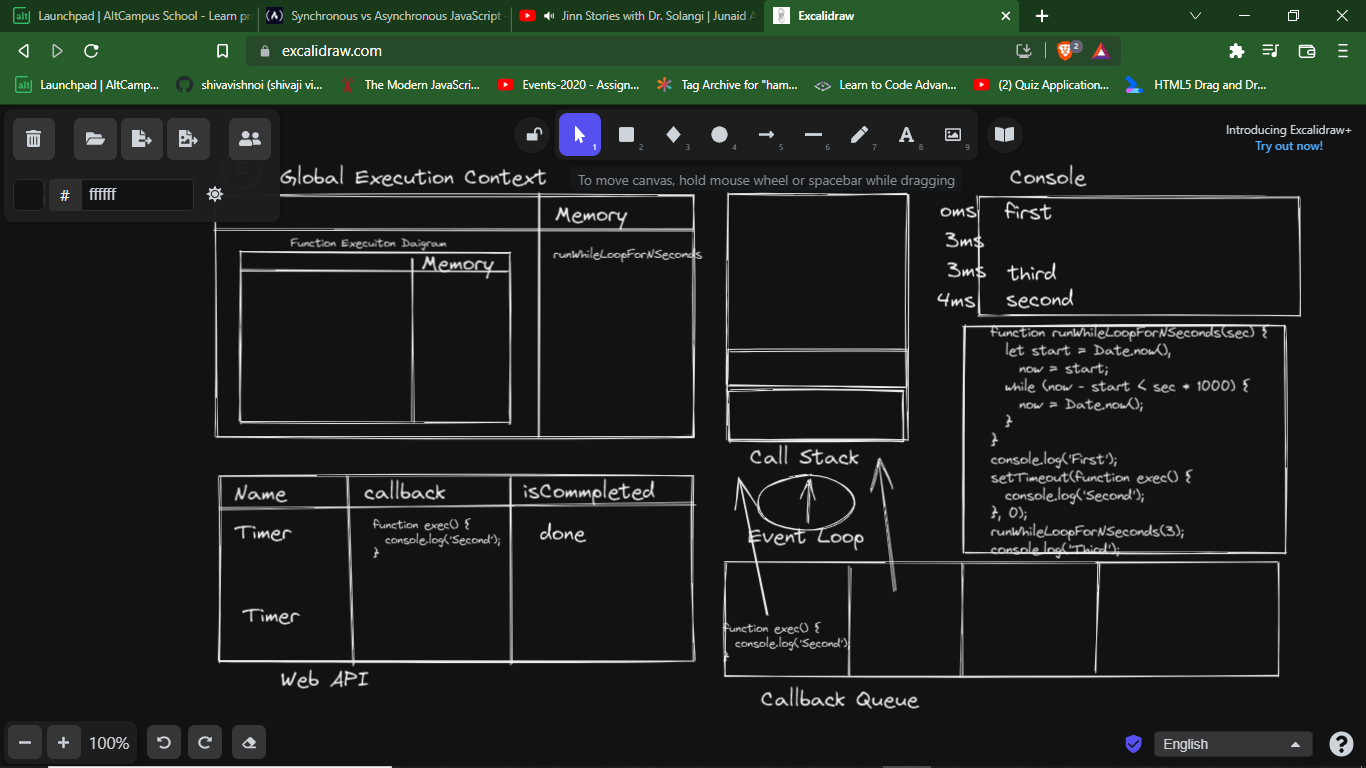 Launchpad | AltCampus School - Learn pr
Synchronous vs Asynchronous JavaScript
Jinn Stories with Dr. Solangi | Junaid A
Excalidraw
excalidraw.com
2
Launchpad | AltCamp...
shivavishnoi (shivaji vi...
The Modern JavaScri...
Events-2020 - Assign...
Tag Archive for "ham...
Learn to Code Advan...
(2) Quiz Application...
HTML5 Drag and Dr...
1
2
3
4
5
6
7
A
8
9
Introducing Excalidraw+
Try out now!
# ffffff
To move canvas, hold mouse wheel or spacebar while dragging
Global Execution Context
Memory
Function Execuiton Daigram
Memory
runWhileLoopForNSeconds
Console
0ms first
3ms
3ms third
4ms second
function runWhileLoopForNSeconds(sec) {
let start = Date.now(),
now = start;
while (now - start < sec * 1000) {
now = Date.now();
}
}
console.log('First');
setTimeout(function exec() {
console.log('Second');
}, 0);
runWhileLoopForNSeconds(3);
console.log('Third');
Call Stack
Event Loop
Name callback isCommpleted
Timer
function exec() {
console.log('Second');
}
done
Timer
Web API
function exec() {
console.log('Second');
}
Callback Queue
100%
English